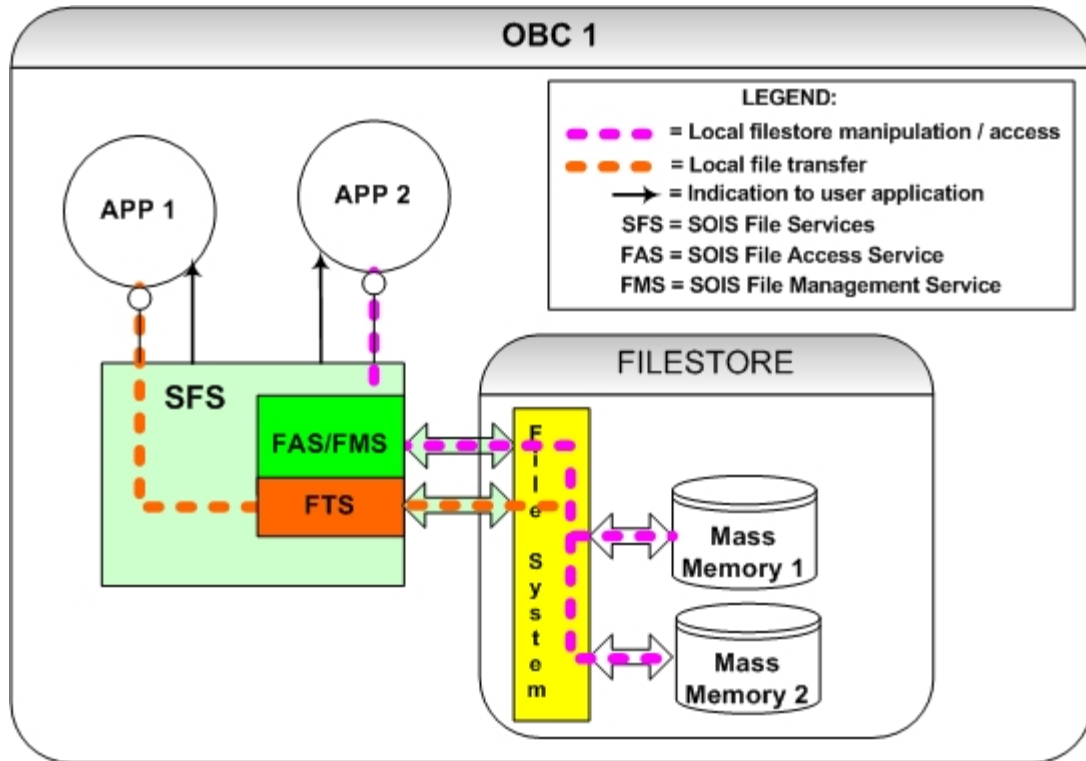 OBC 1
LEGEND:
= Local filestore manipulation / access
= Local file transfer
= Indication to user application
SFS = SOIS File Services
FAS = SOIS File Access Service
FMS = SOIS File Management Service
APP 1
APP 2
SFS
FAS/FMS
FTS
FILESTORE
File System
Mass
Memory 1
Mass
Memory 2